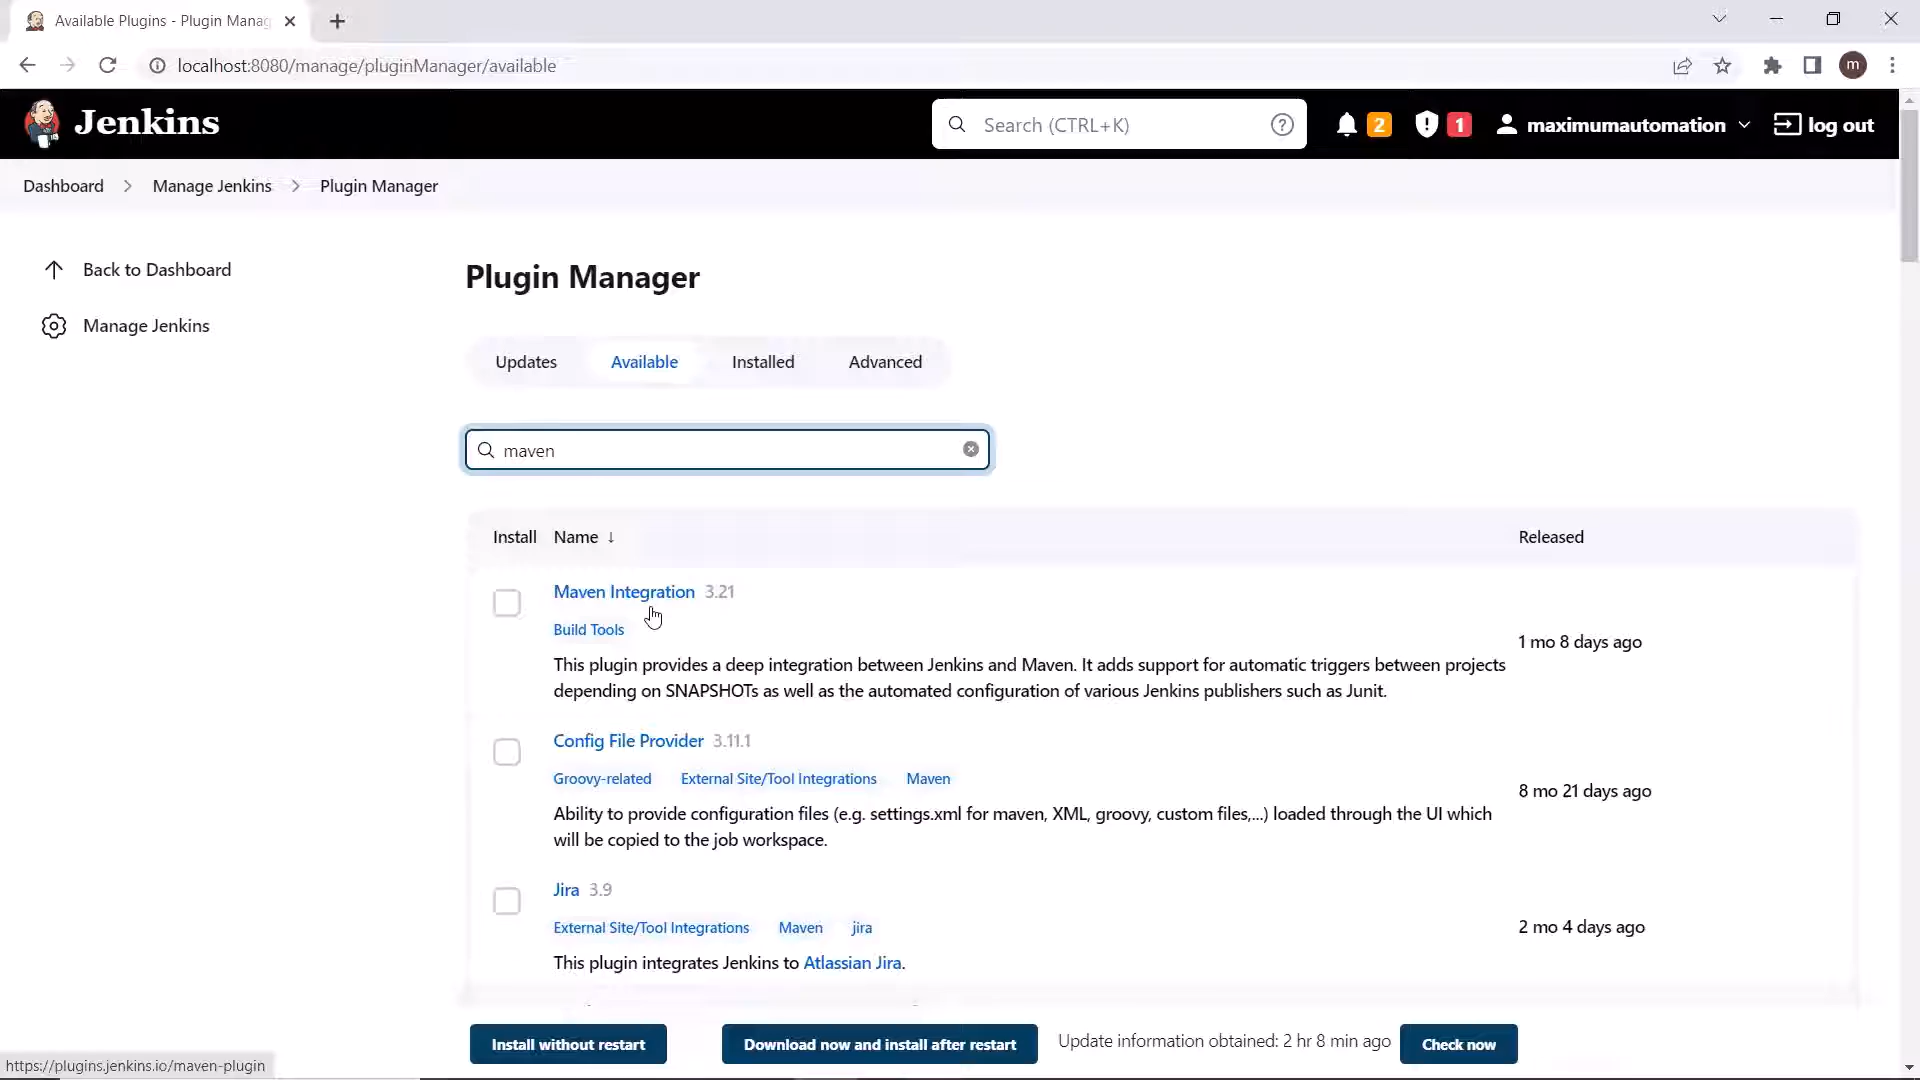 Available Plugins - Plugin Manag
localhost:8080/manage/pluginManager/available
m
Jenkins
Search (CTRL+K)
2
1
maximumautomation
log out
Dashboard
Manage Jenkins
Plugin Manager
Back to Dashboard
Manage Jenkins
Plugin Manager
Updates
Available
Installed
Advanced
maven
Install Name ↓ Released
Maven Integration 3.21
Build Tools
1 mo 8 days ago
This plugin provides a deep integration between Jenkins and Maven. It adds support for automatic triggers between projects
depending on SNAPSHOTs as well as the automated configuration of various Jenkins publishers such as Junit.
Config File Provider 3.11.1
Groovy-related External Site/Tool Integrations Maven
8 mo 21 days ago
Ability to provide configuration files (e.g. settings.xml for maven, XML, groovy, custom files,...) loaded through the UI which
will be copied to the job workspace.
Jira 3.9
External Site/Tool Integrations Maven jira
2 mo 4 days ago
This plugin integrates Jenkins to Atlassian Jira.
Install without restart
Download now and install after restart
Update information obtained: 2 hr 8 min ago
Check now
https://plugins.jenkins.io/maven-plugin